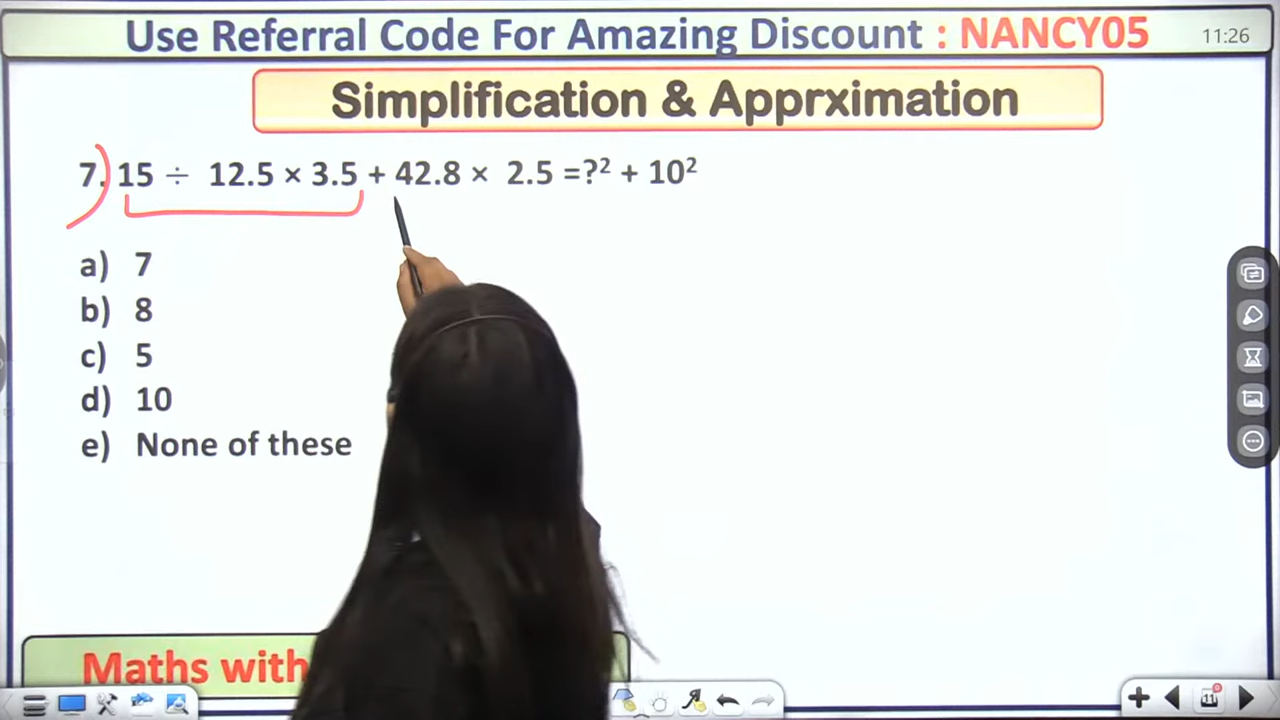 Use Referral Code For Amazing Discount : NANCY05
11:26
Simplification & Apprximation
7. 15 ÷ 12.5 × 3.5 + 42.8 × 2.5 =?² + 10²
a) 7
b) 8
c) 5
d) 10
e) None of these
Maths with
11